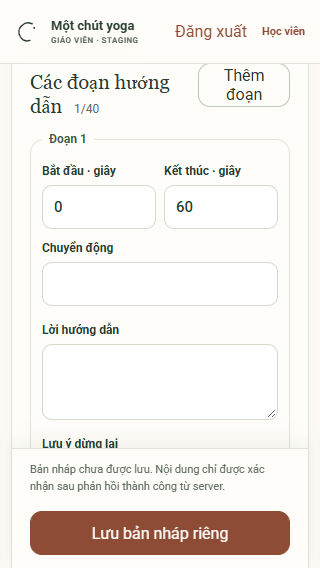 Một chút yoga
GIÁO VIÊN · STAGING
Đăng xuất
Học viên
Các đoạn hướng
dẫn 1/40
Thêm
đoạn
Đoạn 1
Bắt đầu · giây
Kết thúc · giây
0
60
Chuyển động
Lời hướng dẫn
Lưu ý dừng lại
Bản nháp chưa được lưu. Nội dung chỉ được xác
nhận sau phản hồi thành công từ server.
Lưu bản nháp riêng